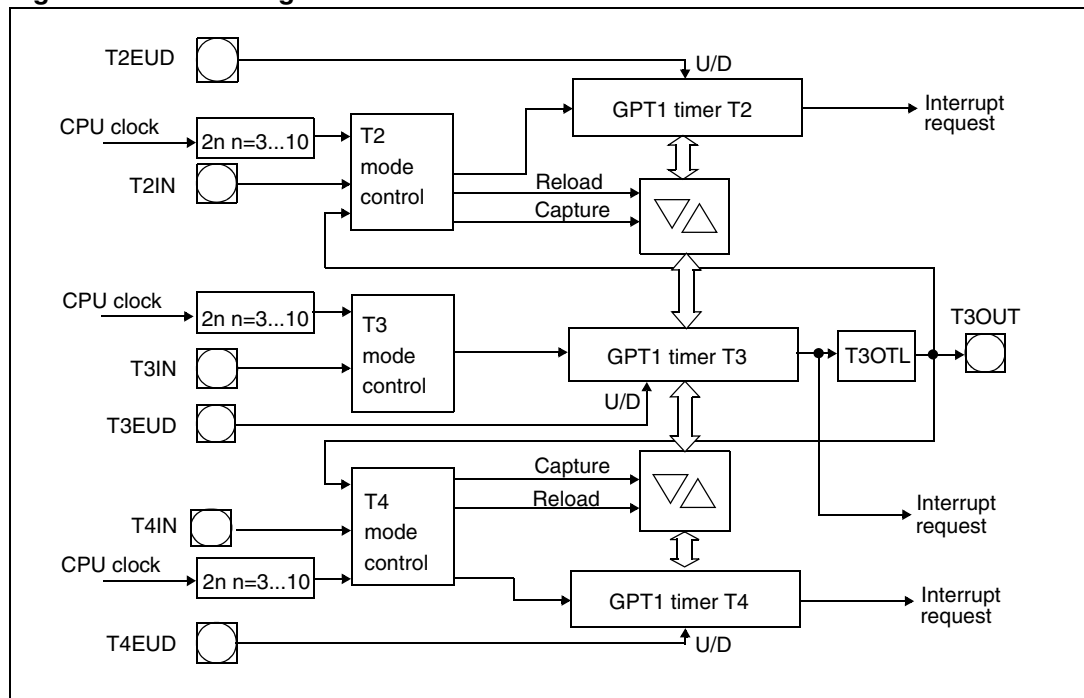 T2EUD
U/D
GPT1 timer T2
Interrupt
request
CPU clock
2n n=3...10
T2
mode
control
T2IN
Reload
Capture
CPU clock
2n n=3...10
T3
mode
control
T3IN
T3EUD
GPT1 timer T3
U/D
T3OTL
T3OUT
Capture
Reload
T4
mode
control
T4IN
CPU clock
2n n=3...10
Interrupt
request
GPT1 timer T4
Interrupt
request
T4EUD
U/D